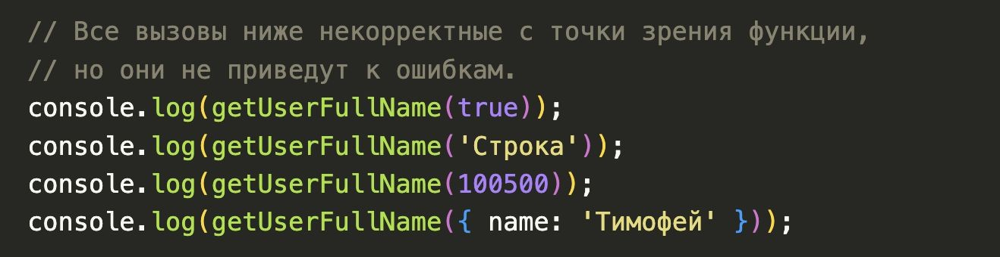 // Все вызовы ниже некорректные с точки зрения функции,
// но они не приведут к ошибкам.
console.log(getUserFullName(true));
console.log(getUserFullName('Строка'));
console.log(getUserFullName(100500));
console.log(getUserFullName({ name: 'Тимофей' }));